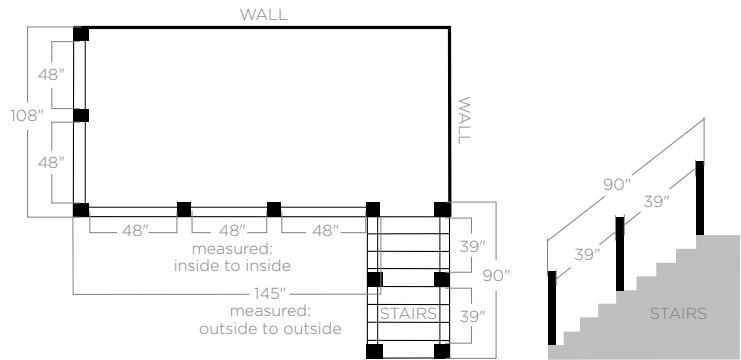 WALL
48"
108"
WALL
48"
48"
48"
48"
measured:
inside to inside
39"
90"
145"
measured:
outside to outside
STAIRS
39"
90"
39"
39"
STAIRS